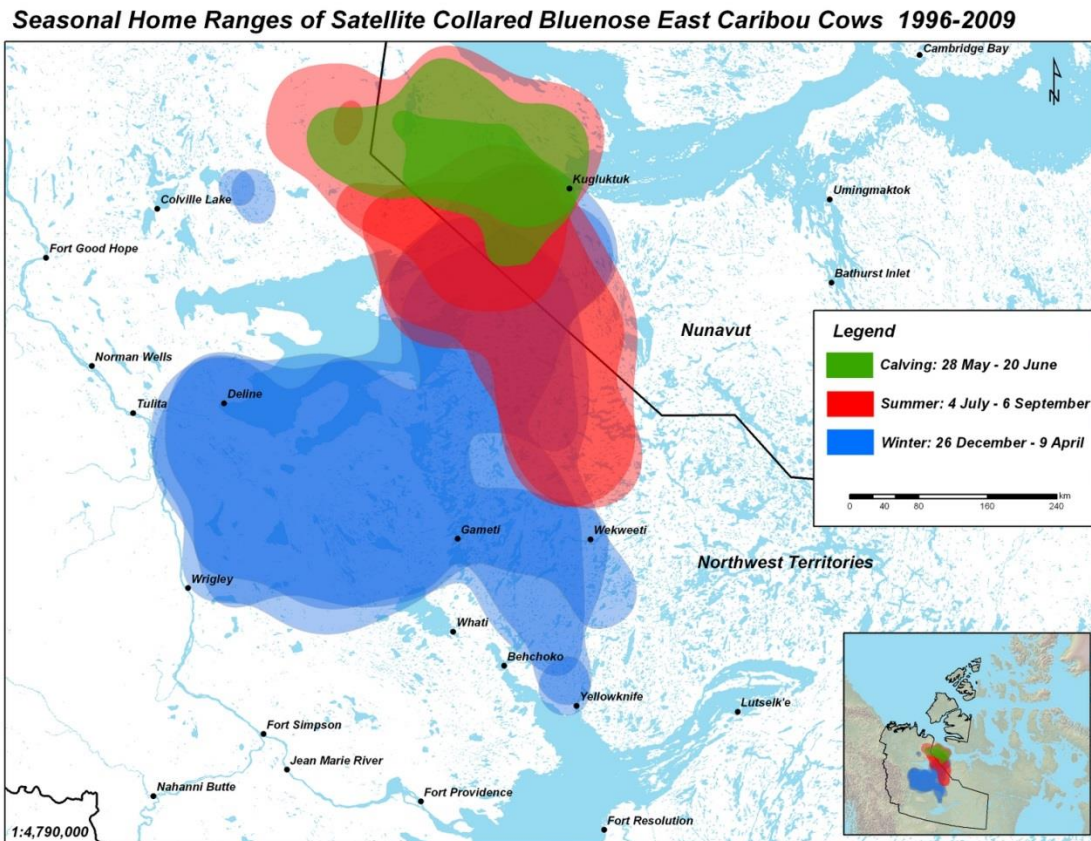 Seasonal Home Ranges of Satellite Collared Bluenose East Caribou Cows 1996-2009
Cambridge Bay
N
Kugluktuk
Umingmaktok
Colville Lake
Fort Good Hope
Bathurst Inlet
Nunavut
Norman Wells
Deline
Tulita
Legend
Calving: 28 May - 20 June
Summer: 4 July - 6 September
Winter: 26 December - 9 April
km
0 40 80 160 240
Gameti
Wekweeti
Northwest Territories
Wrigley
Whati
Behchoko
Yellowknife
Lutselk'e
Fort Simpson
Jean Marie River
Nahanni Butte
Fort Providence
Fort Resolution
1:4,790,000